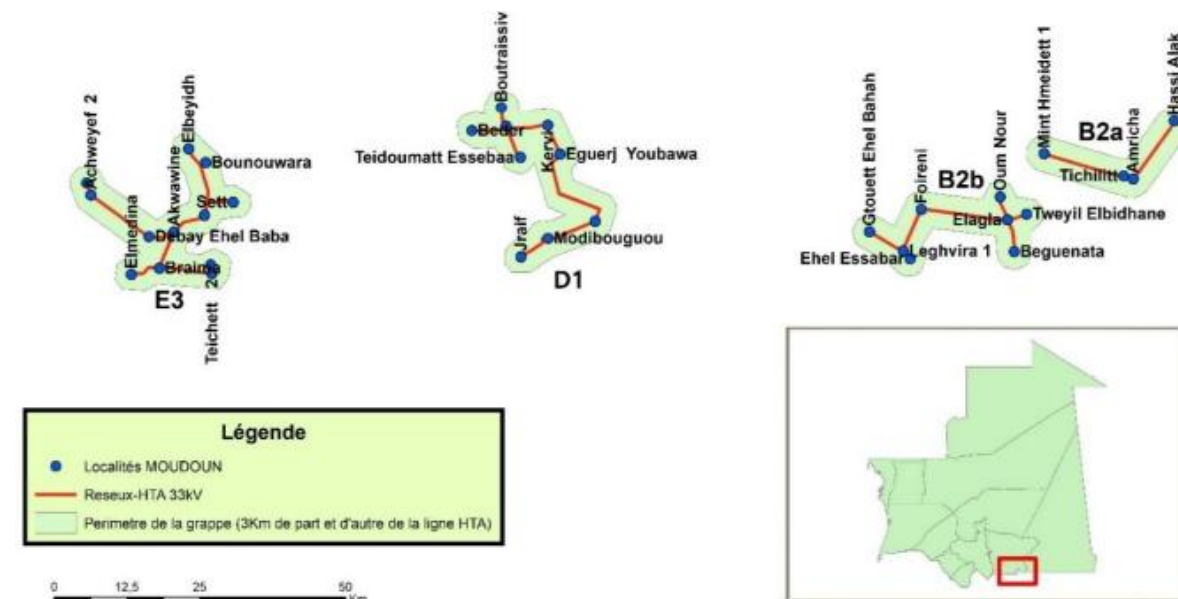 Achweyef 2
Elbeyidh
Akwawine
Bounouwara
Sett
Elmedina
Debay Ehel Baba
Braima
E3
Teichett 2
Boutraissiv
Beder
Teidoumatt Essebaa
Kervi
Eguerj Youbawa
Jraif
Modibouguou
D1
Gtouett Ehel Bahah
Foireni
B2b
Oum Nour
Elagla
Tweyil Elbidhane
Ehel Essabar
Leghvira 1
Beguenata
Mint Hmeidett 1
B2a
Tichilitt
Amricha
Hassi Alak
Légende
Localités MOUDOUN
Reseux-HTA 33kV
Perimetre de la grappe (3Km de part et d'autre de la ligne HTA)
0 12,5 25 50
Km